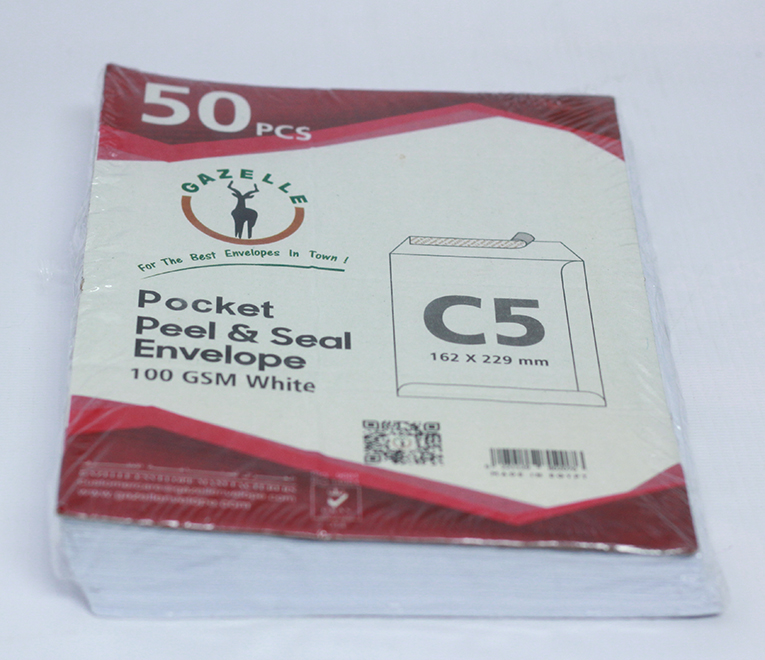 50 PCS
GAZELLE
For The Best Envelopes In Town !
Pocket
Peel & Seal
Envelope
100 GSM White
C5
162 X 229 mm